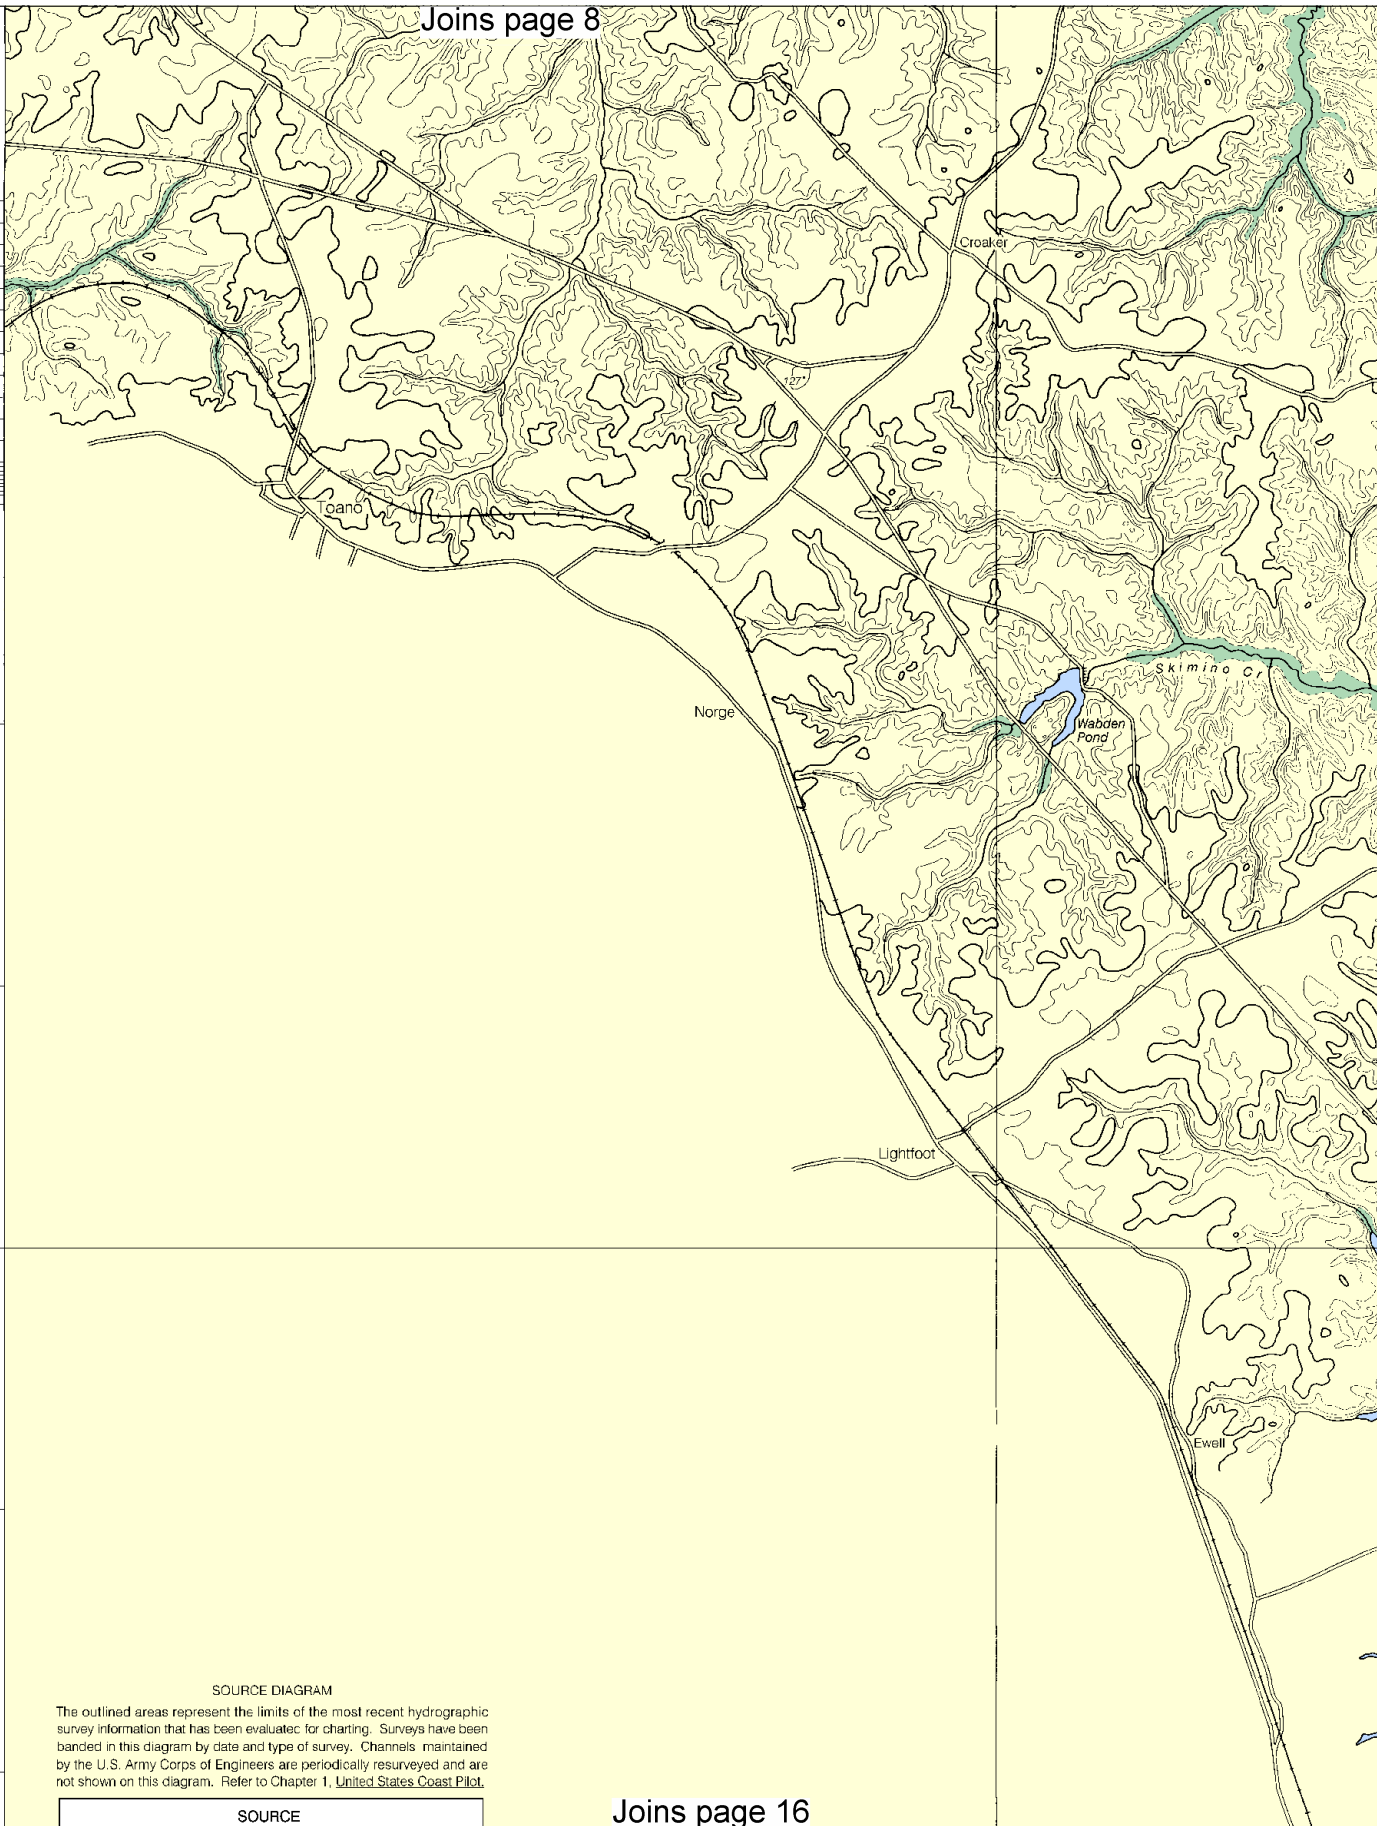 Joins page 8
Croaker
127
Toano
Skimino Cr
Norge
Wabden
Pond
Lightfoot
Ewell
SOURCE DIAGRAM
The outlined areas represent the limits of the most recent hydrographic
survey information that has been evaluated for charting. Surveys have been
banded in this diagram by date and type of survey. Channels maintained
by the U.S. Army Corps of Engineers are periodically resurveyed and are
not shown on this diagram. Refer to Chapter 1, United States Coast Pilot.
SOURCE
Joins page 16